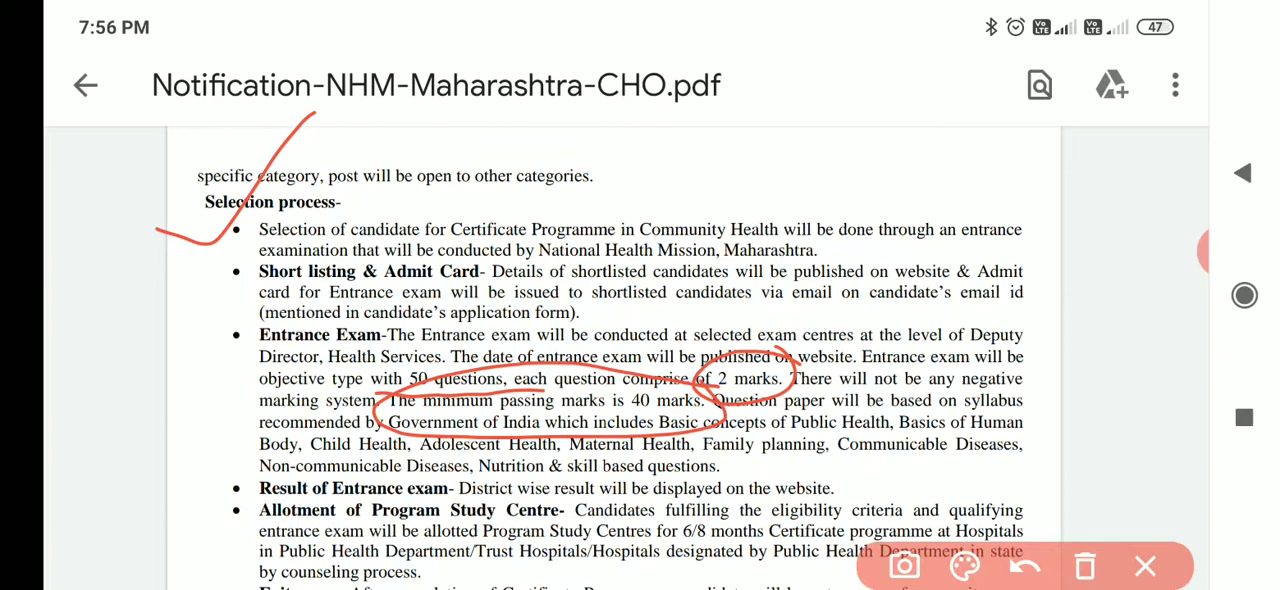 7:56 PM
Vo LTE Vo LTE 47
Notification-NHM-Maharashtra-CHO.pdf
specific category, post will be open to other categories.
Selection process-
• Selection of candidate for Certificate Programme in Community Health will be done through an entrance
examination that will be conducted by National Health Mission, Maharashtra.
• Short listing & Admit Card- Details of shortlisted candidates will be published on website & Admit
card for Entrance exam will be issued to shortlisted candidates via email on candidate's email id
(mentioned in candidate's application form).
• Entrance Exam-The Entrance exam will be conducted at selected exam centres at the level of Deputy
Director, Health Services. The date of entrance exam will be published on website. Entrance exam will be
objective type with 50 questions, each question comprise of 2 marks. There will not be any negative
marking system. The minimum passing marks is 40 marks. Question paper will be based on syllabus
recommended by Government of India which includes Basic concepts of Public Health, Basics of Human
Body, Child Health, Adolescent Health, Maternal Health, Family planning, Communicable Diseases,
Non-communicable Diseases, Nutrition & skill based questions.
• Result of Entrance exam- District wise result will be displayed on the website.
• Allotment of Program Study Centre- Candidates fulfilling the eligibility criteria and qualifying
entrance exam will be allotted Program Study Centres for 6/8 months Certificate programme at Hospitals
in Public Health Department/Trust Hospitals/Hospitals designated by Public Health Department in state
by counseling process.